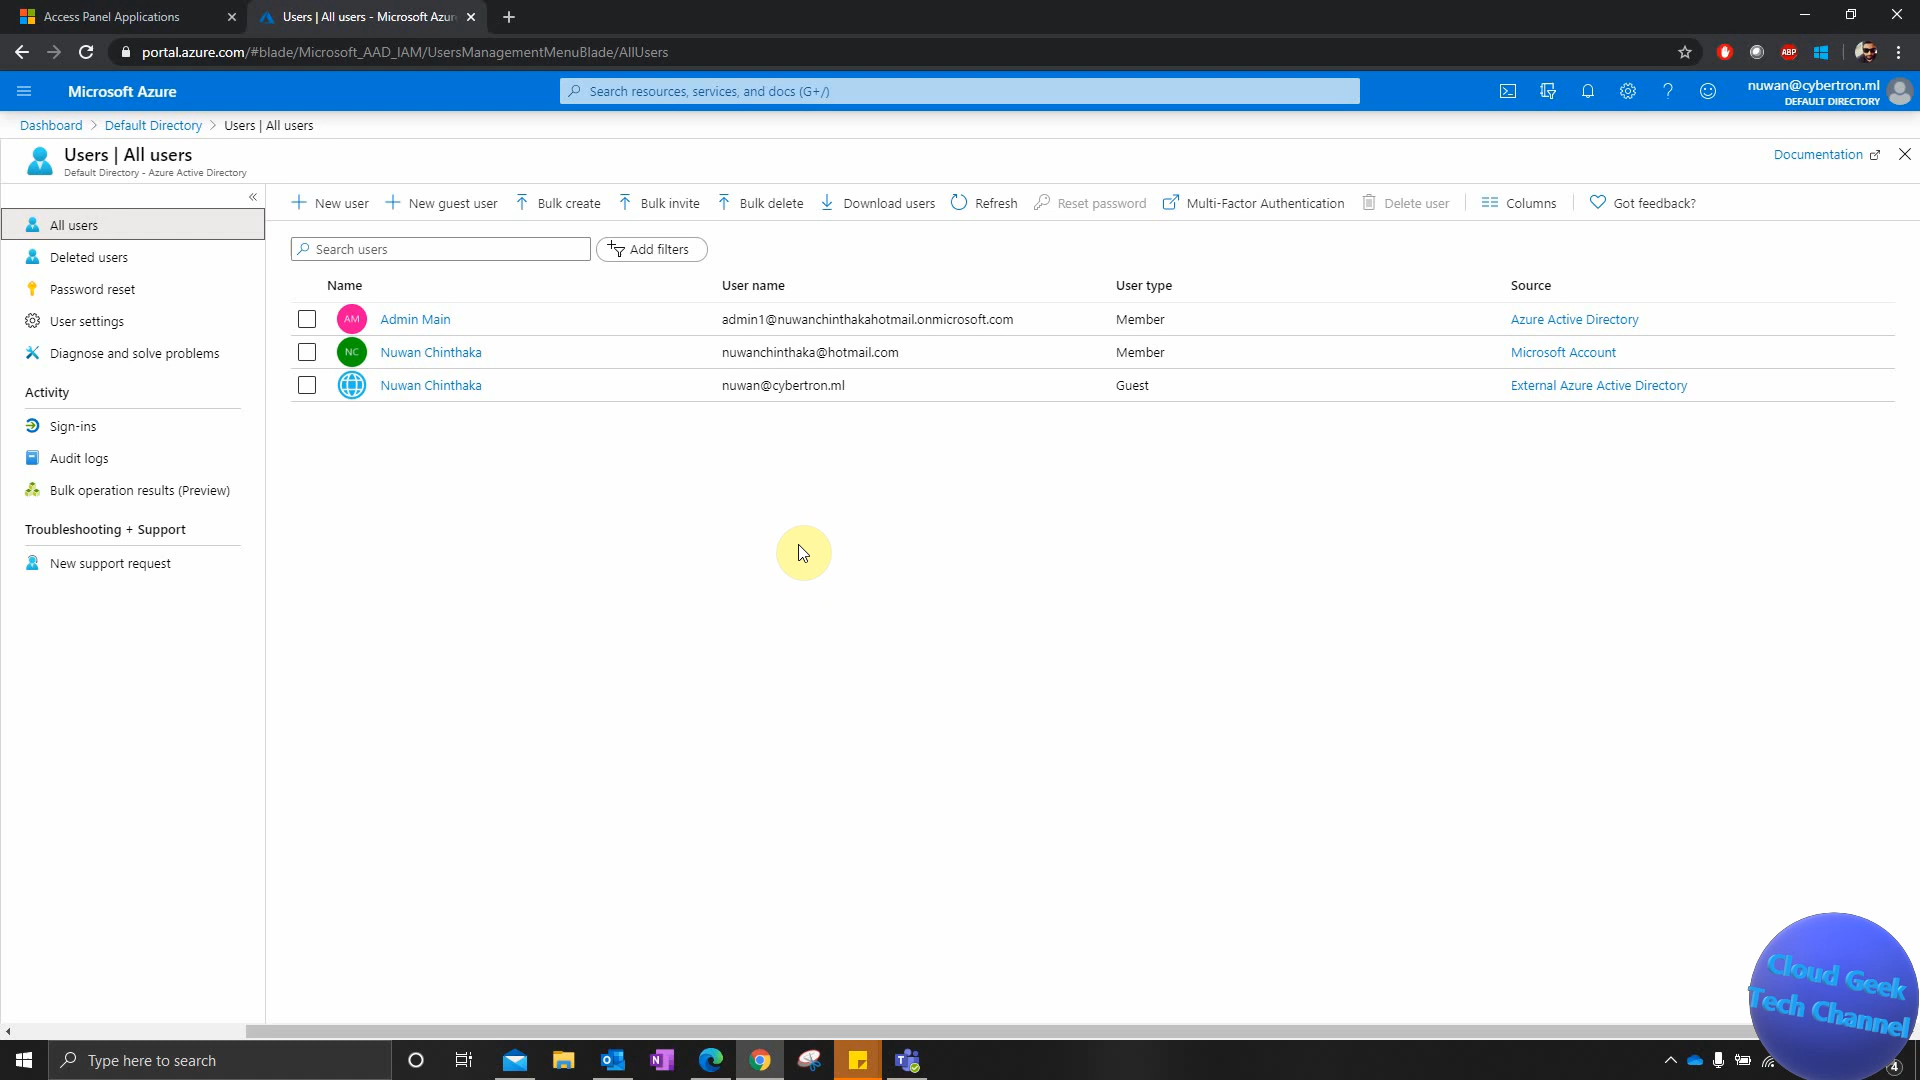 Access Panel Applications
Users | All users - Microsoft Azur
portal.azure.com/#blade/Microsoft_AAD_IAM/UsersManagementMenuBlade/AllUsers
ABP
Microsoft Azure
Search resources, services, and docs (G+/)
nuwan@cybertron.ml
DEFAULT DIRECTORY
Dashboard > Default Directory > Users | All users
Users | All users
Default Directory - Azure Active Directory
Documentation
New user
New guest user
Bulk create
Bulk invite
Bulk delete
Download users
Refresh
Reset password
Multi-Factor Authentication
Delete user
Columns
Got feedback?
All users
Deleted users
Password reset
User settings
Diagnose and solve problems
Activity
Sign-ins
Audit logs
Bulk operation results (Preview)
Troubleshooting + Support
New support request
Search users
Add filters
Name User name User type Source
AM Admin Main admin1@nuwanchinthakahotmail.onmicrosoft.com Member Azure Active Directory
NC Nuwan Chinthaka nuwanchinthaka@hotmail.com Member Microsoft Account
Nuwan Chinthaka nuwan@cybertron.ml Guest External Azure Active Directory
Cloud Geek
Tech Channel
Type here to search
4